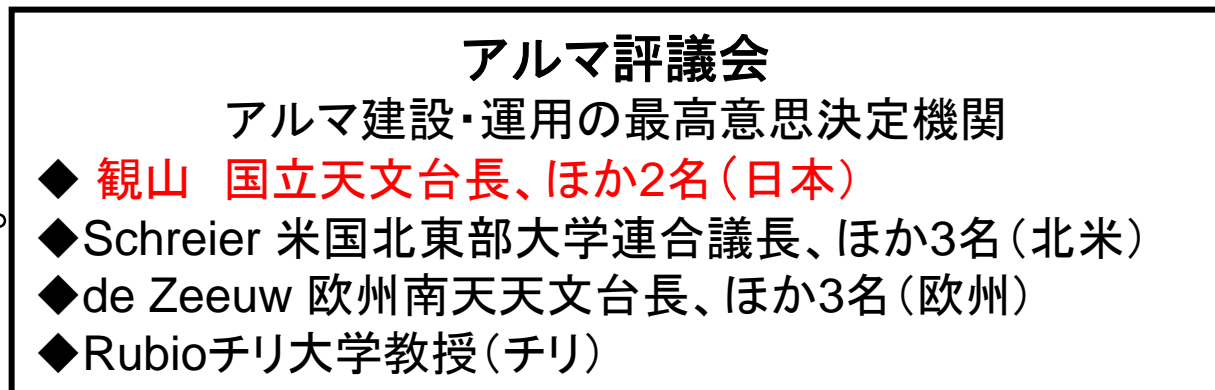 アルマ評議会
アルマ建設・運用の最高意思決定機関
◆ 観山　国立天文台長、ほか2名(日本)
◆Schreier 米国北東部大学連合議長、ほか3名(北米)
◆de Zeeuw 欧州南天天文台長、ほか3名(欧州)
◆Rubioチリ大学教授(チリ)